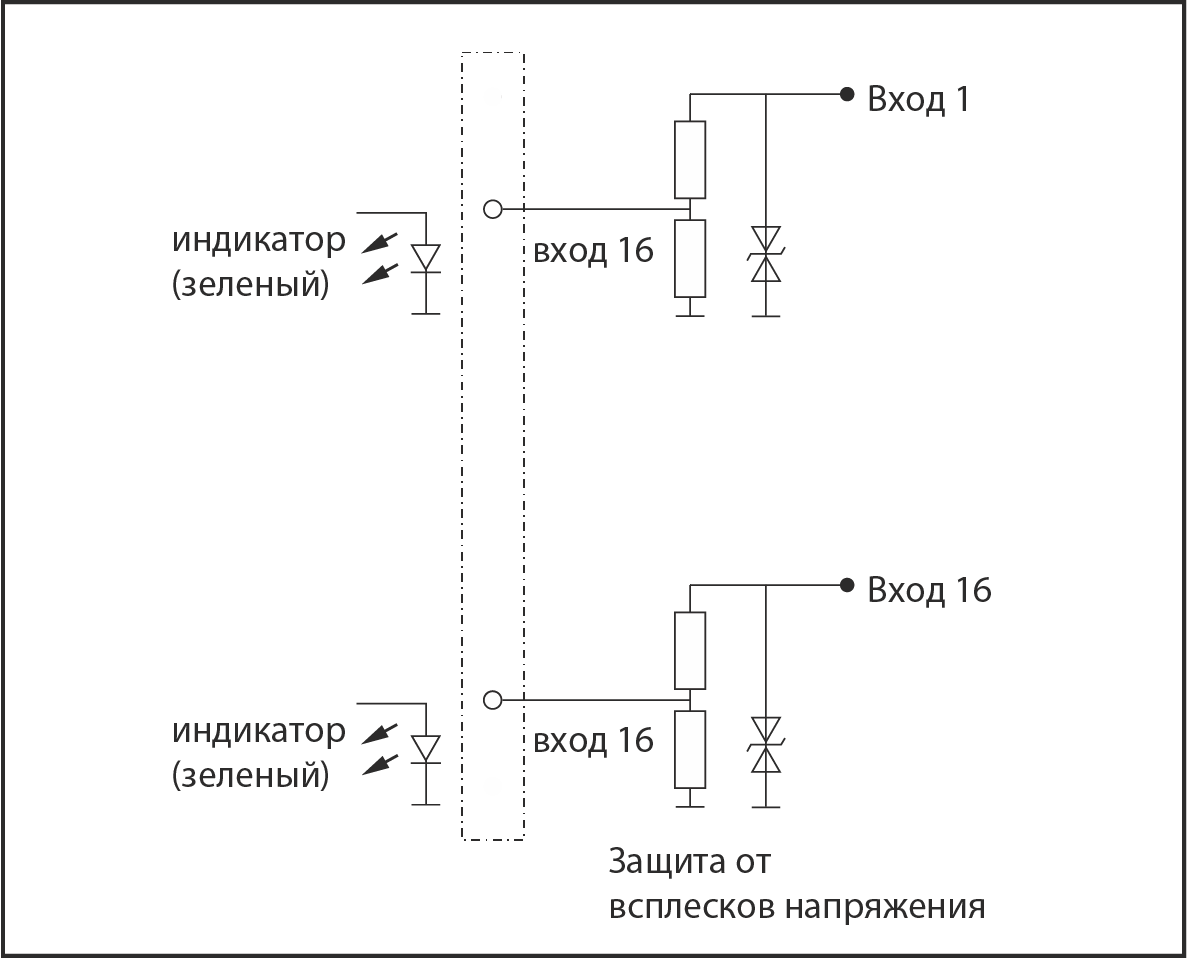 Вход 1
индикатор
(зеленый)
вход 16
Вход 16
индикатор
(зеленый)
вход 16
Защита от
всплесков напряжения